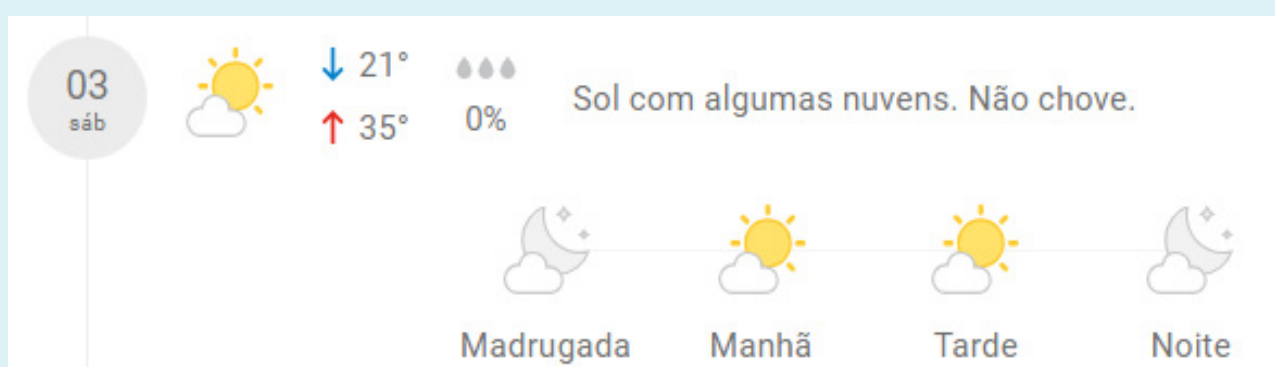 03
sáb
↓ 21°
↑ 35°
0%
Sol com algumas nuvens. Não chove.
Madrugada Manhã Tarde Noite